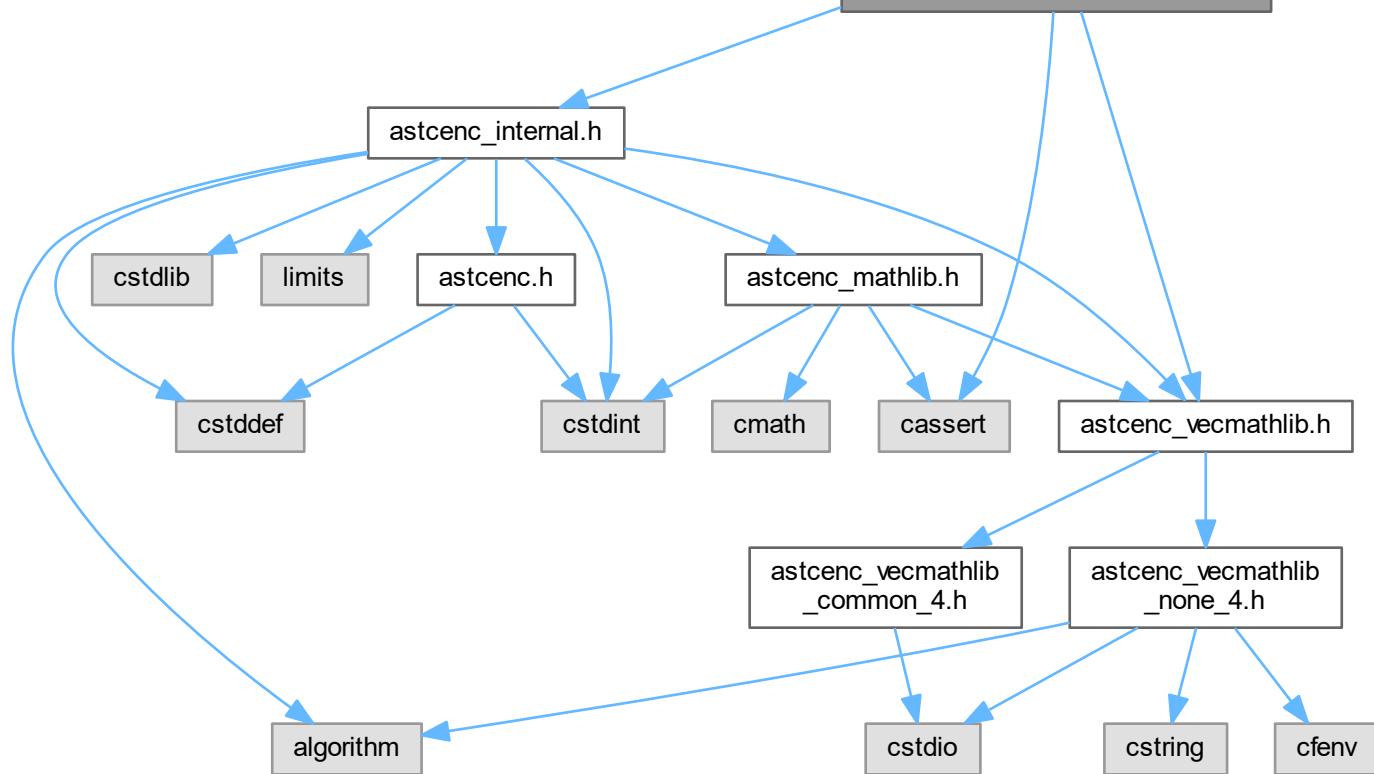 astcenc_internal.h
cstdlib
limits
astcenc.h
astcenc_mathlib.h
cstddef
cstdint
cmath
cassert
astcenc_vecmathlib.h
astcenc_vecmathlib
_common_4.h
astcenc_vecmathlib
_none_4.h
algorithm
cstdio
cstring
cfenv